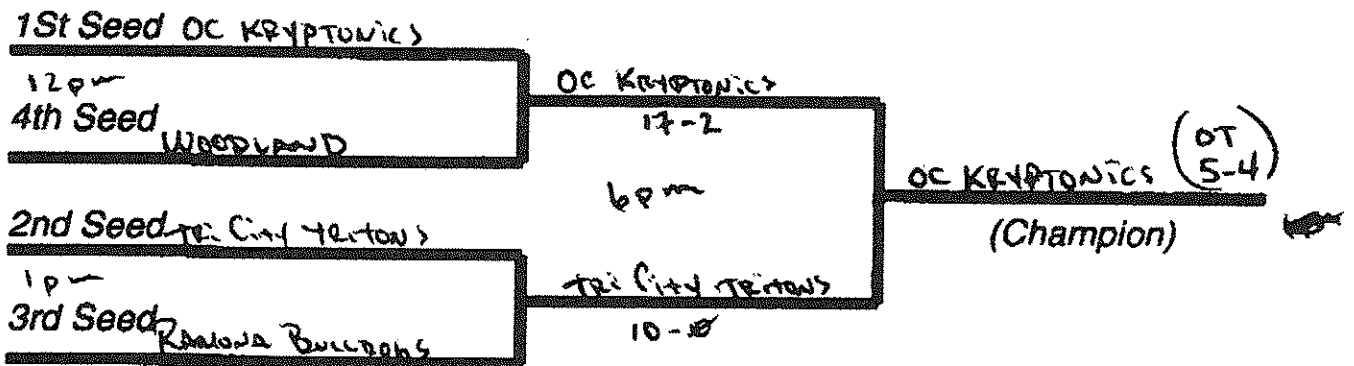 1St Seed OC KRYPTONICS
12pm
4th Seed WOODLAND
OC KRYPTONICS
17-2
6pm
OC KRYPTONICS (OT 5-4)
(Champion)
2nd Seed TRI City TRITONS
1pm
3rd Seed RAMONA BULLDOGS
TRI City TRITONS
10-